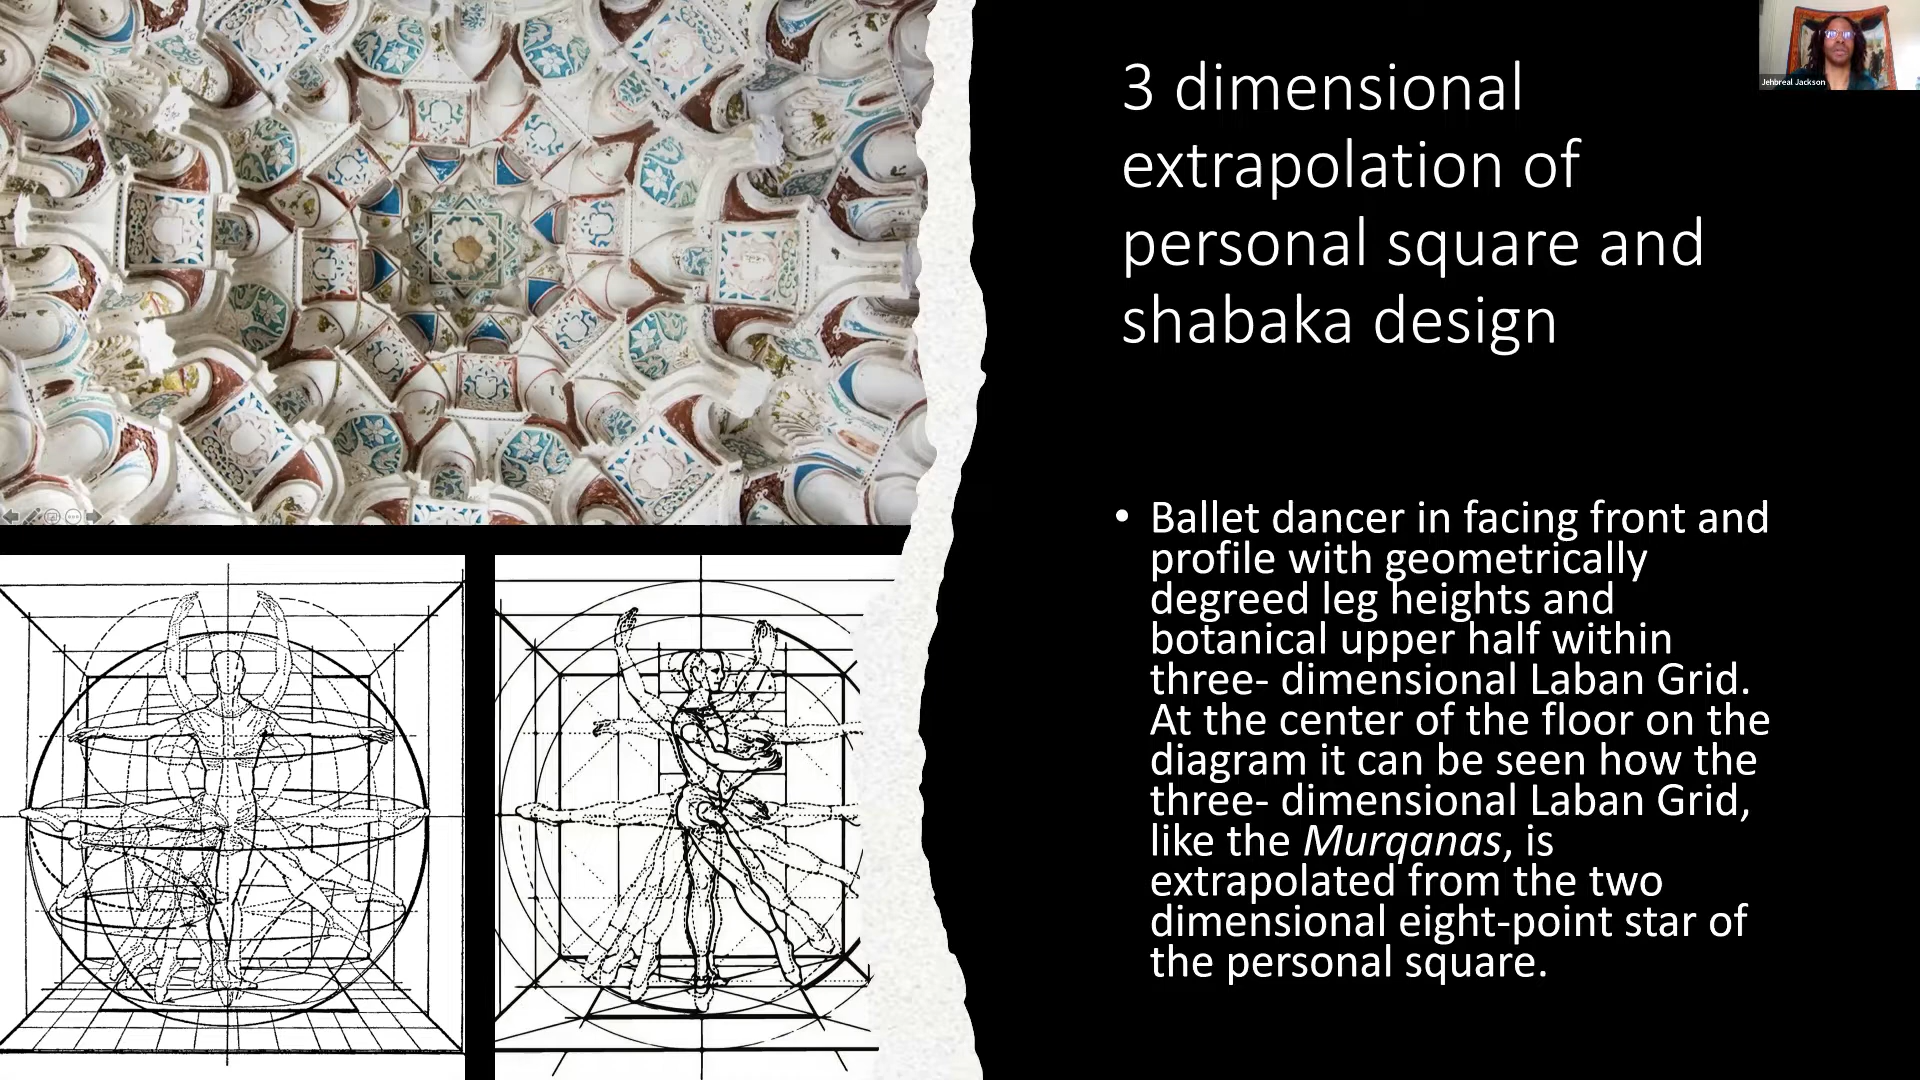 3 dimensional
extrapolation of
personal square and
shabaka design
Jehbreal Jackson
• Ballet dancer in facing front and
profile with geometrically
degreed leg heights and
botanical upper half within
three- dimensional Laban Grid.
At the center of the floor on the
diagram it can be seen how the
three- dimensional Laban Grid,
like the Murqanas, is
extrapolated from the two
dimensional eight-point star of
the personal square.